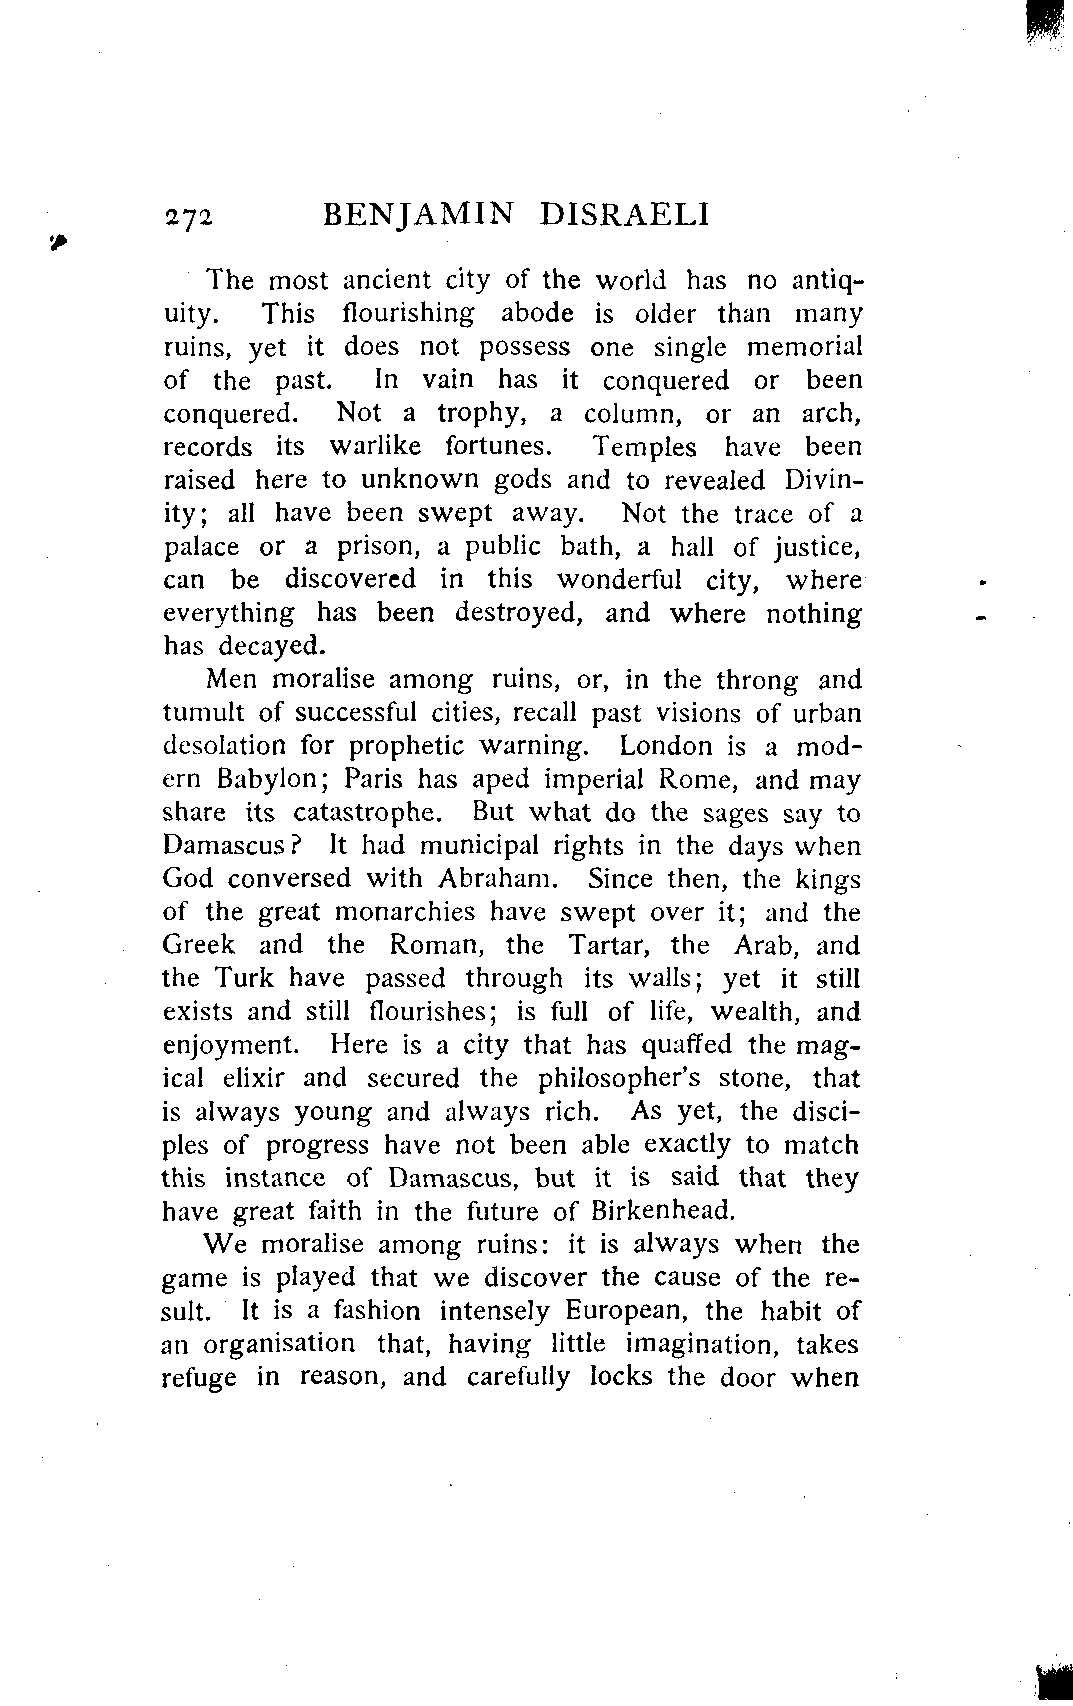 272 BENJAMIN DISRAELI
The most ancient city of the world has no antiq-
uity. This flourishing abode is older than many
ruins, yet it does not possess one single memorial
of the past. In vain has it conquered or been
conquered. Not a trophy, a column, or an arch,
records its warlike fortunes. Temples have been
raised here to unknown gods and to revealed Divin-
ity; all have been swept away. Not the trace of a
palace or a prison, a public bath, a hall of justice,
can be discovered in this wonderful city, where
everything has been destroyed, and where nothing
has decayed.
Men moralise among ruins, or, in the throng and
tumult of successful cities, recall past visions of urban
desolation for prophetic warning. London is a mod-
ern Babylon; Paris has aped imperial Rome, and may
share its catastrophe. But what do the sages say to
Damascus? It had municipal rights in the days when
God conversed with Abraham. Since then, the kings
of the great monarchies have swept over it; and the
Greek and the Roman, the Tartar, the Arab, and
the Turk have passed through its walls; yet it still
exists and still flourishes; is full of life, wealth, and
enjoyment. Here is a city that has quaffed the mag-
ical elixir and secured the philosopher's stone, that
is always young and always rich. As yet, the disci-
ples of progress have not been able exactly to match
this instance of Damascus, but it is said that they
have great faith in the future of Birkenhead.
We moralise among ruins: it is always when the
game is played that we discover the cause of the re-
sult. It is a fashion intensely European, the habit of
an organisation that, having little imagination, takes
refuge in reason, and carefully locks the door when